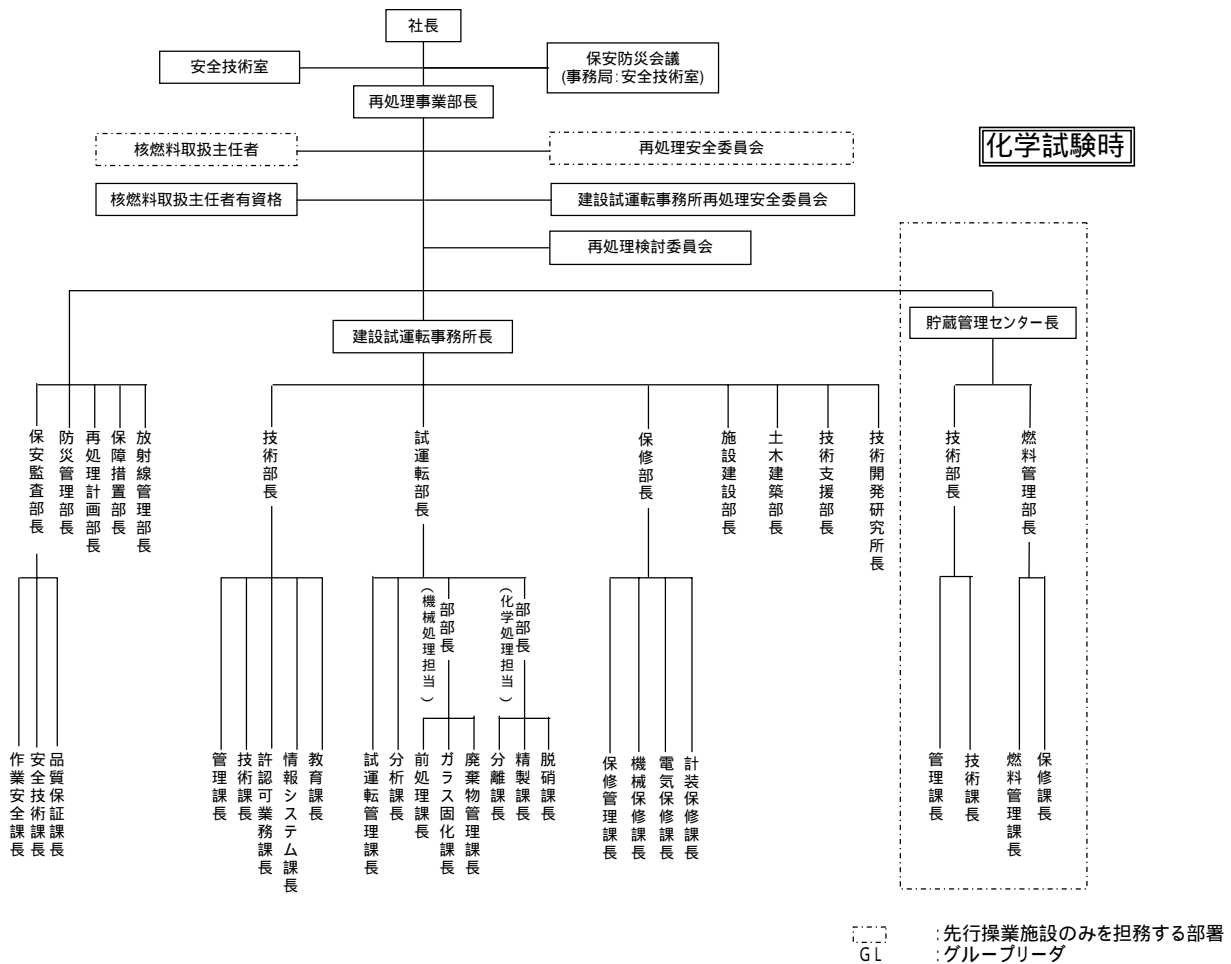 社長
安全技術室
保安防災会議
(事務局:安全技術室)
再処理事業部長
核燃料取扱主任者
再処理安全委員会
化学試験時
核燃料取扱主任者有資格
建設試運転事務所再処理安全委員会
再処理検討委員会
建設試運転事務所長
貯蔵管理センター長
保安監査部長
防災管理部長
再処理計画部長
保障措置部長
放射線管理部長
技術部長
試運転部長
保修部長
施設建設部長
土木建築部長
技術支援部長
技術開発研究所長
技術部長
燃料管理部長
部部長
(機械処理担当)
部部長
(化学処理担当)
作業安全課長
安全技術課長
品質保証課長
管理課長
技術課長
許認可業務課長
情報システム課長
教育課長
試運転管理課長
分析課長
前処理課長
ガラス固化課長
廃棄物管理課長
分離課長
精製課長
脱硝課長
保修管理課長
機械保修課長
電気保修課長
計装保修課長
管理課長
技術課長
燃料管理課長
保修課長
:先行操業施設のみを担務する部署
GL :グループリーダ